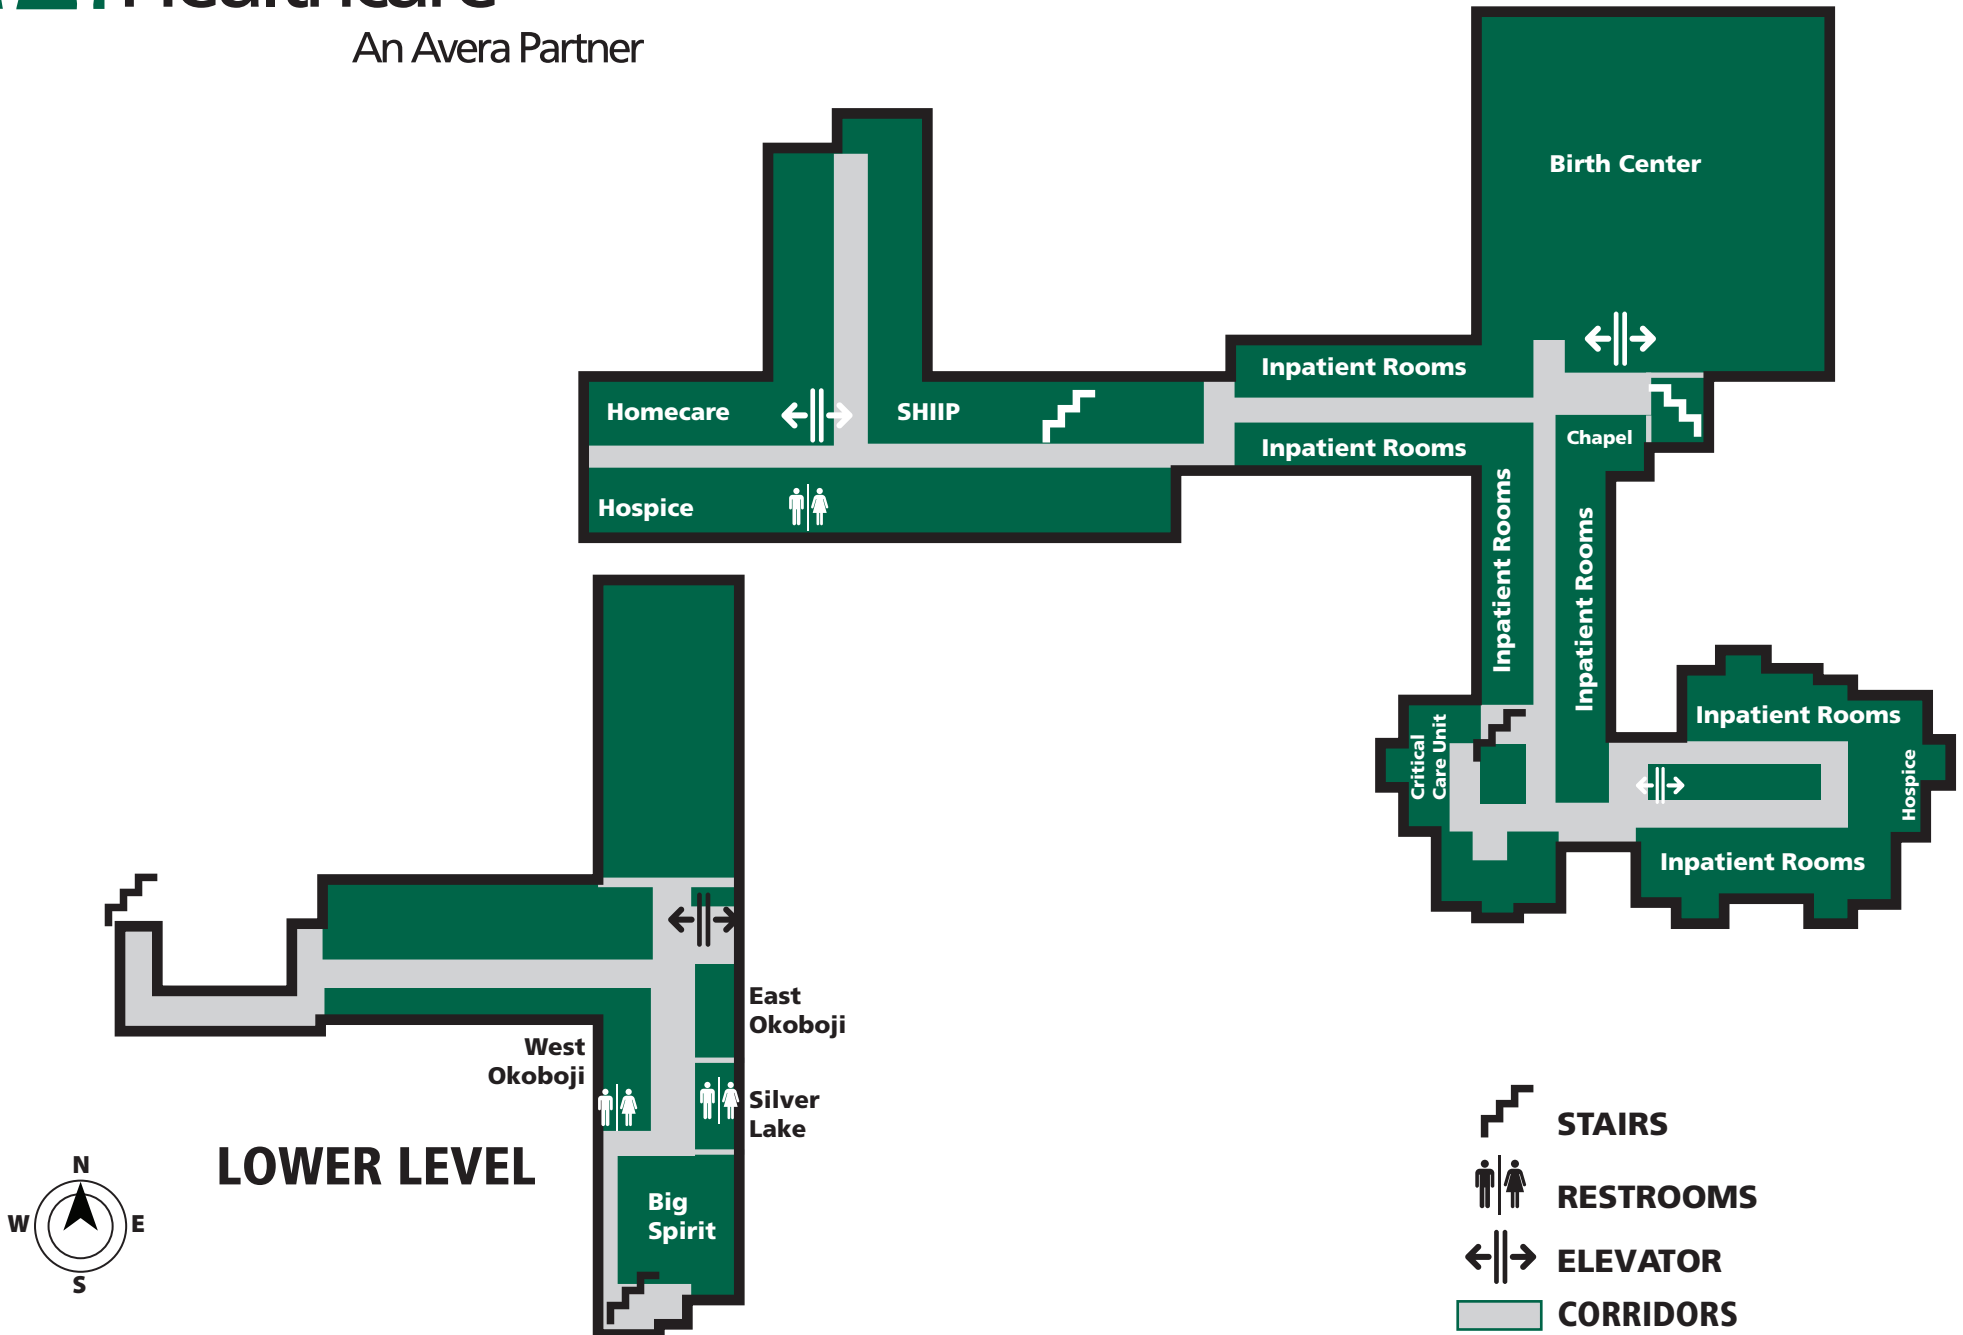 Healthcare
An Avera Partner
Birth Center
Inpatient Rooms
Homecare
SHIIP
Chapel
Inpatient Rooms
Hospice
Inpatient Rooms
Inpatient Rooms
Inpatient Rooms
Critical
Care Unit
Hospice
Inpatient Rooms
East
Okoboji
West
Okoboji
Silver
Lake
LOWER LEVEL
Big
Spirit
N
W
E
S
STAIRS
RESTROOMS
ELEVATOR
CORRIDORS